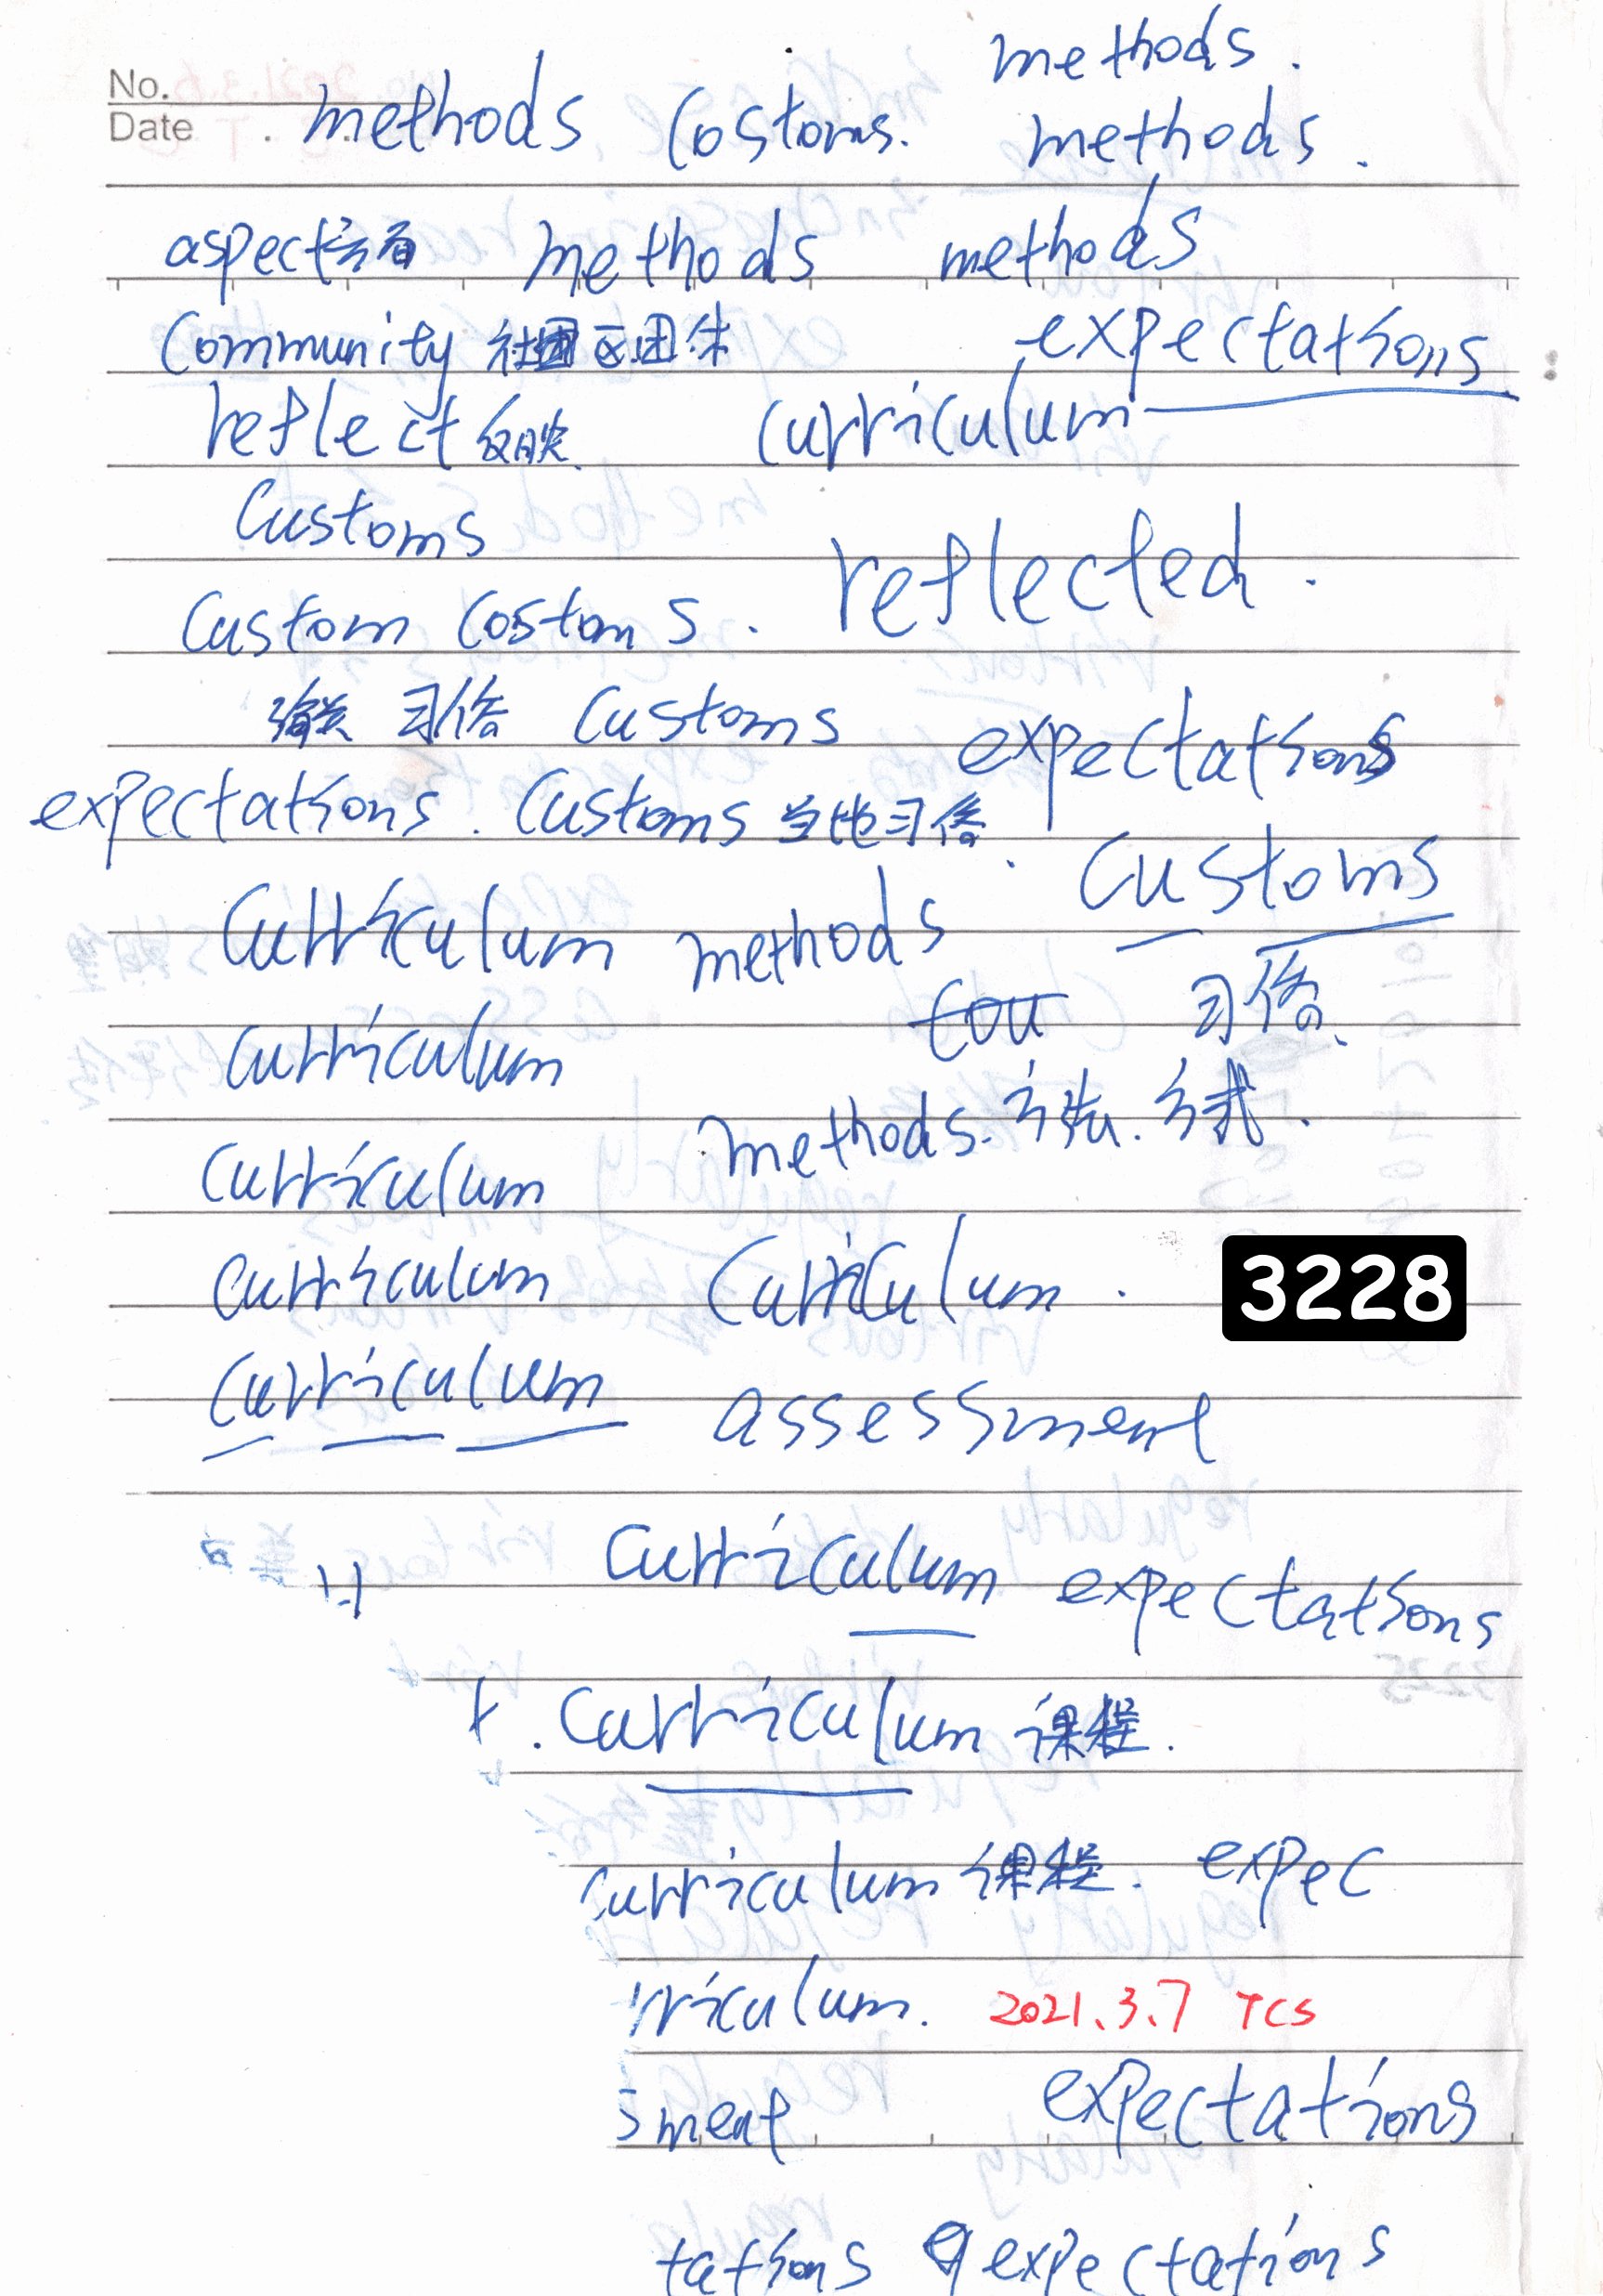 methods.
No.
Date methods Costoms. methods.
aspect方面 methods methods
Community 社区团体 expectations
reflect 反映 curriculum
Customs
reflected.
Custom Costoms.
习俗 Customs expectations
expectations. Customs 当地习俗.
Customs
Curriculum methods
cou 习俗.
curriculum
methods. 方法. 方式.
curriculum
curriculum Curriculum. 3228
curriculum assessment
Curriculum expectations
t. Curriculum 课程.
curriculum 课程. expec
rriculum. 2021.3.7 TCS
sment expectations
tations expectations